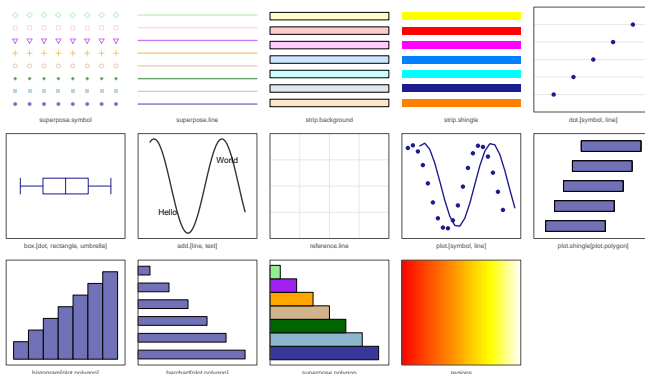 superpose.symbol
superpose.line
strip.background
strip.shingle
dot.[symbol, line]
World
Hello
box.[dot, rectangle, umbrella]
add.[line, text]
reference.line
plot.[symbol, line]
plot.shingle[plot.polygon]
histogram[plot.polygon]
barchart[plot.polygon]
superpose.polygon
regions